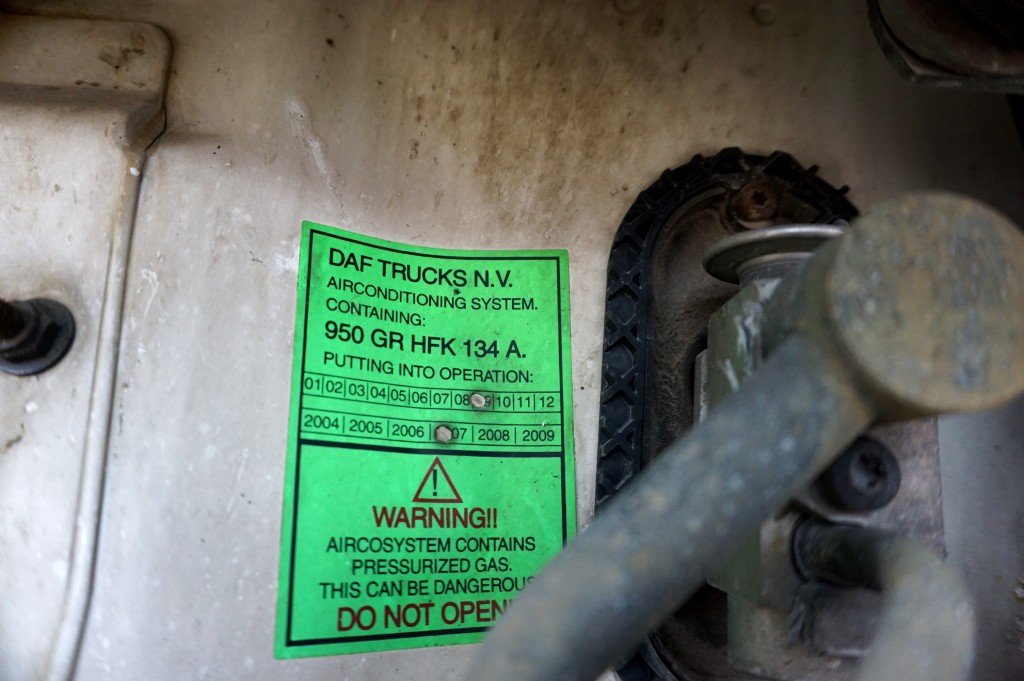 DAF TRUCKS N.V.
AIRCONDITIONING SYSTEM.
CONTAINING:
950 GR HFK 134 A.
PUTTING INTO OPERATION:
01|02|03|04|05|06|07|08| |10|11|12
2004 | 2005 | 2006 | 07 | 2008 | 2009
!
WARNING!!
AIRCOSYSTEM CONTAINS
PRESSURIZED GAS.
THIS CAN BE DANGEROUS
DO NOT OPEN!